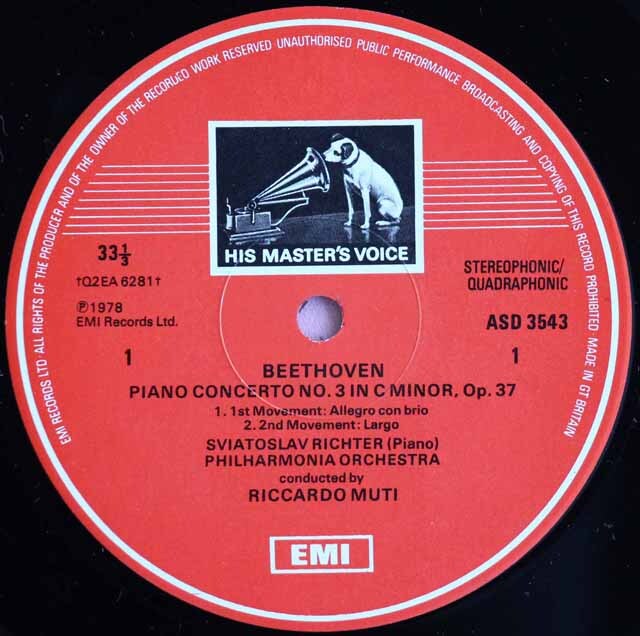 EMI RECORDS LTD ALL RIGHTS OF THE PRODUCER AND OF THE OWNER OF THE RECORDED WORK RESERVED UNAUTHORISED PUBLIC PERFORMANCE BROADCASTING AND COPYING OF THIS RECORD PROHIBITED MADE IN GT BRITAIN
HIS MASTER'S VOICE
33⅓
†02EA 6281†
℗1978
EMI Records Ltd.
1
STEREOPHONIC/
QUADRAPHONIC
ASD 3543
1
BEETHOVEN
PIANO CONCERTO NO. 3 IN C MINOR, Op. 37
1. 1st Movement: Allegro con brio
2. 2nd Movement: Largo
SVIATOSLAV RICHTER (Piano)
PHILHARMONIA ORCHESTRA
conducted by
RICCARDO MUTI
EMI